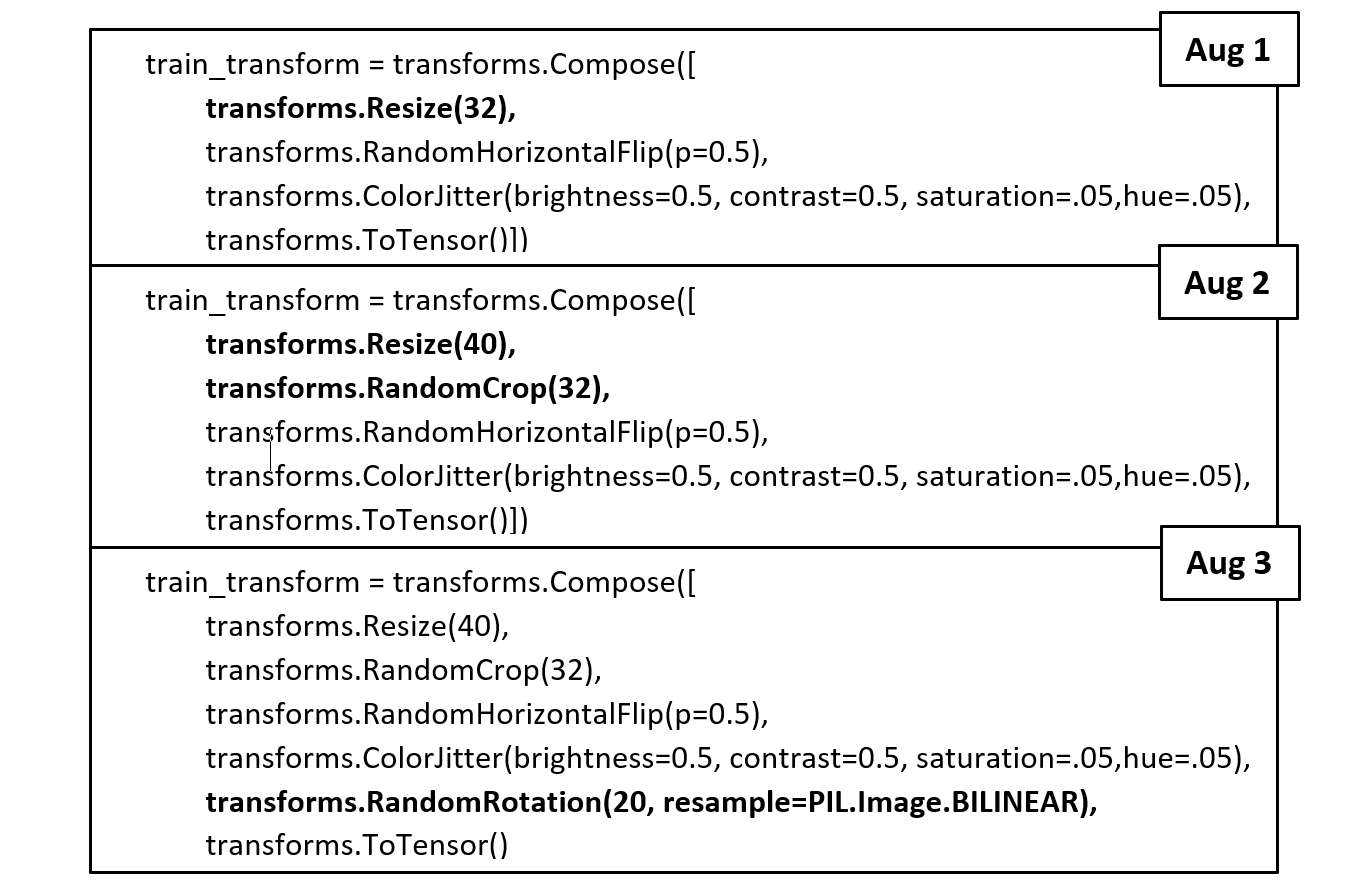 Aug 1
train_transform = transforms.Compose([
transforms.Resize(32),
transforms.RandomHorizontalFlip(p=0.5),
transforms.ColorJitter(brightness=0.5, contrast=0.5, saturation=.05,hue=.05),
transforms.ToTensor()])
Aug 2
train_transform = transforms.Compose([
transforms.Resize(40),
transforms.RandomCrop(32),
transforms.RandomHorizontalFlip(p=0.5),
transforms.ColorJitter(brightness=0.5, contrast=0.5, saturation=.05,hue=.05),
transforms.ToTensor()])
Aug 3
train_transform = transforms.Compose([
transforms.Resize(40),
transforms.RandomCrop(32),
transforms.RandomHorizontalFlip(p=0.5),
transforms.ColorJitter(brightness=0.5, contrast=0.5, saturation=.05,hue=.05),
transforms.RandomRotation(20, resample=PIL.Image.BILINEAR),
transforms.ToTensor()